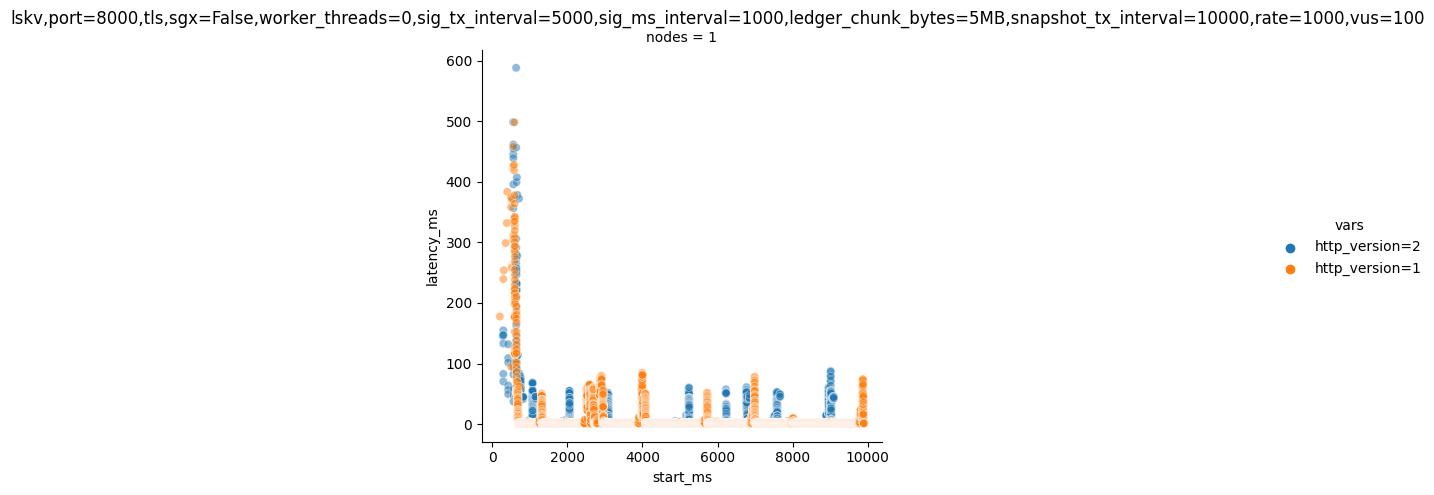 lskv,port=8000,tls,sgx=False,worker_threads=0,sig_tx_interval=5000,sig_ms_interval=1000,ledger_chunk_bytes=5MB,snapshot_tx_interval=10000,rate=1000,vus=100
nodes = 1
600
500
400
300
200
100
0
latency_ms
0 2000 4000 6000 8000 10000
start_ms
vars
http_version=2
http_version=1